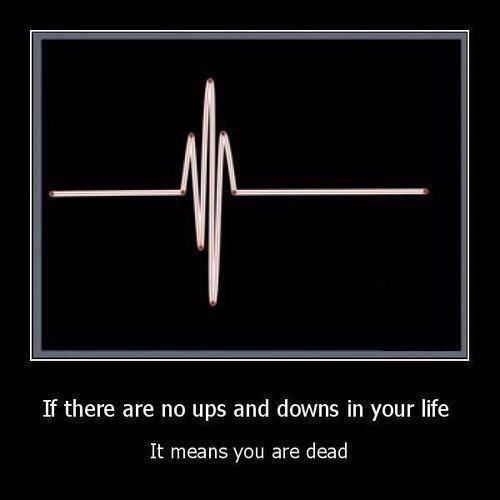 If there are no ups and downs in your life
It means you are dead